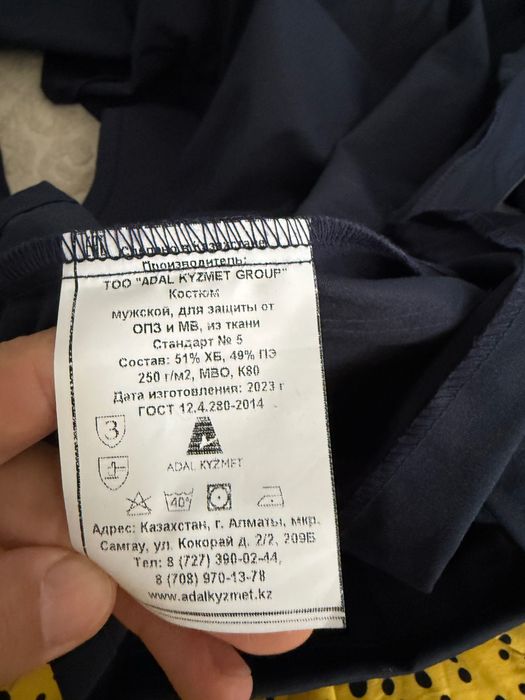 Сделано в Казахстане
Производитель:
ТОО "ADAL KYZMET GROUP"
Костюм
мужской, для защиты от
ОПЗ и МВ, из ткани
Стандарт № 5
Состав: 51% ХБ, 49% ПЭ
250 г/м2, МВО, К80
Дата изготовления: 2023 г
ГОСТ 12.4.280-2014
З
ADAL KYZMET
40°
Адрес: Казахстан, г. Алматы, мкр.
Самгау, ул. Кокорай д. 2/2, 209Б
Тел: 8 (727) 390-02-44,
8 (708) 970-13-78
www.adalkyzmet.kz